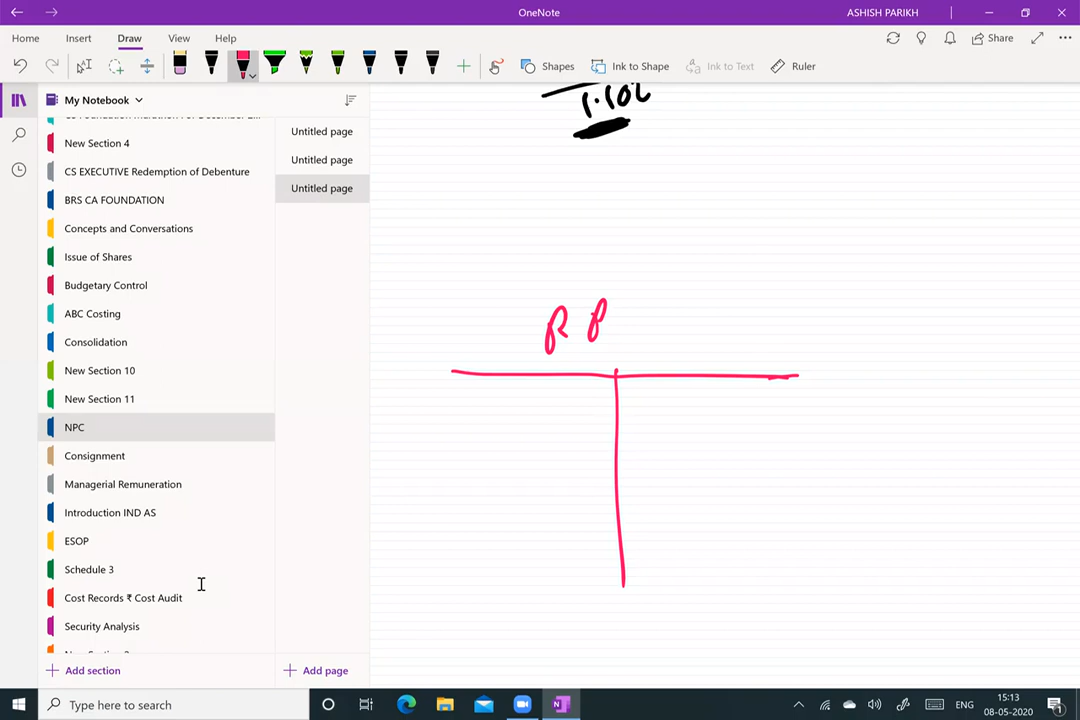 OneNote
ASHISH PARIKH
Home Insert Draw View Help
Share
Shapes
Ink to Shape
Ink to Text
Ruler
My Notebook
New Section 4
CS EXECUTIVE Redemption of Debenture
BRS CA FOUNDATION
Concepts and Conversations
Issue of Shares
Budgetary Control
ABC Costing
Consolidation
New Section 10
New Section 11
NPC
Consignment
Managerial Remuneration
Introduction IND AS
ESOP
Schedule 3
Cost Records ₹ Cost Audit
Security Analysis
Add section
Untitled page
Untitled page
Untitled page
Add page
R P
Type here to search
ENG
15:13
08-05-2020
1